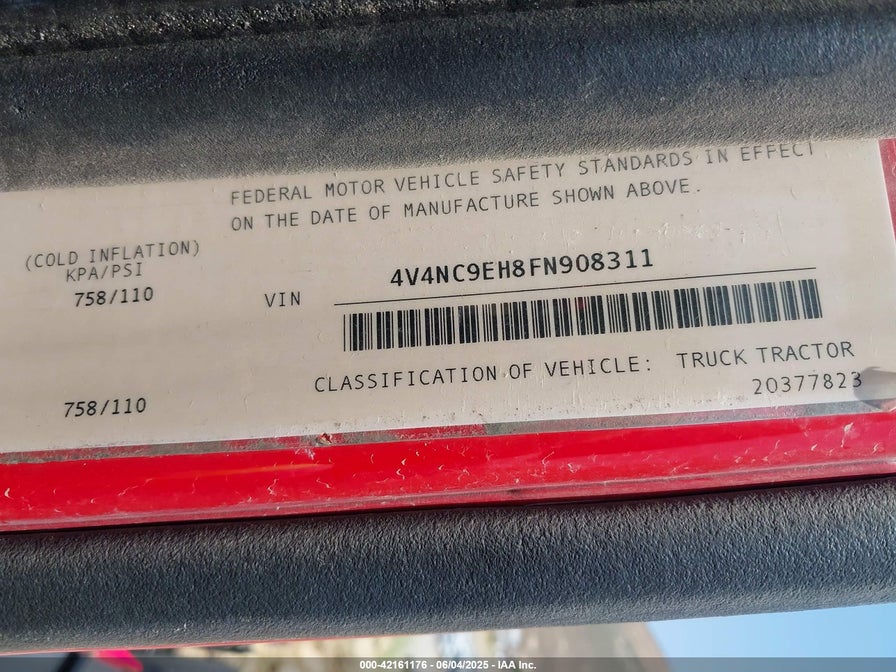 FEDERAL MOTOR VEHICLE SAFETY STANDARDS IN EFFECT
ON THE DATE OF MANUFACTURE SHOWN ABOVE.
(COLD INFLATION)
KPA/PSI
758/110
VIN
4V4NC9EH8FN908311
CLASSIFICATION OF VEHICLE: TRUCK TRACTOR
20377823
758/110
000-42161176 - 06/04/2025 - IAA Inc.